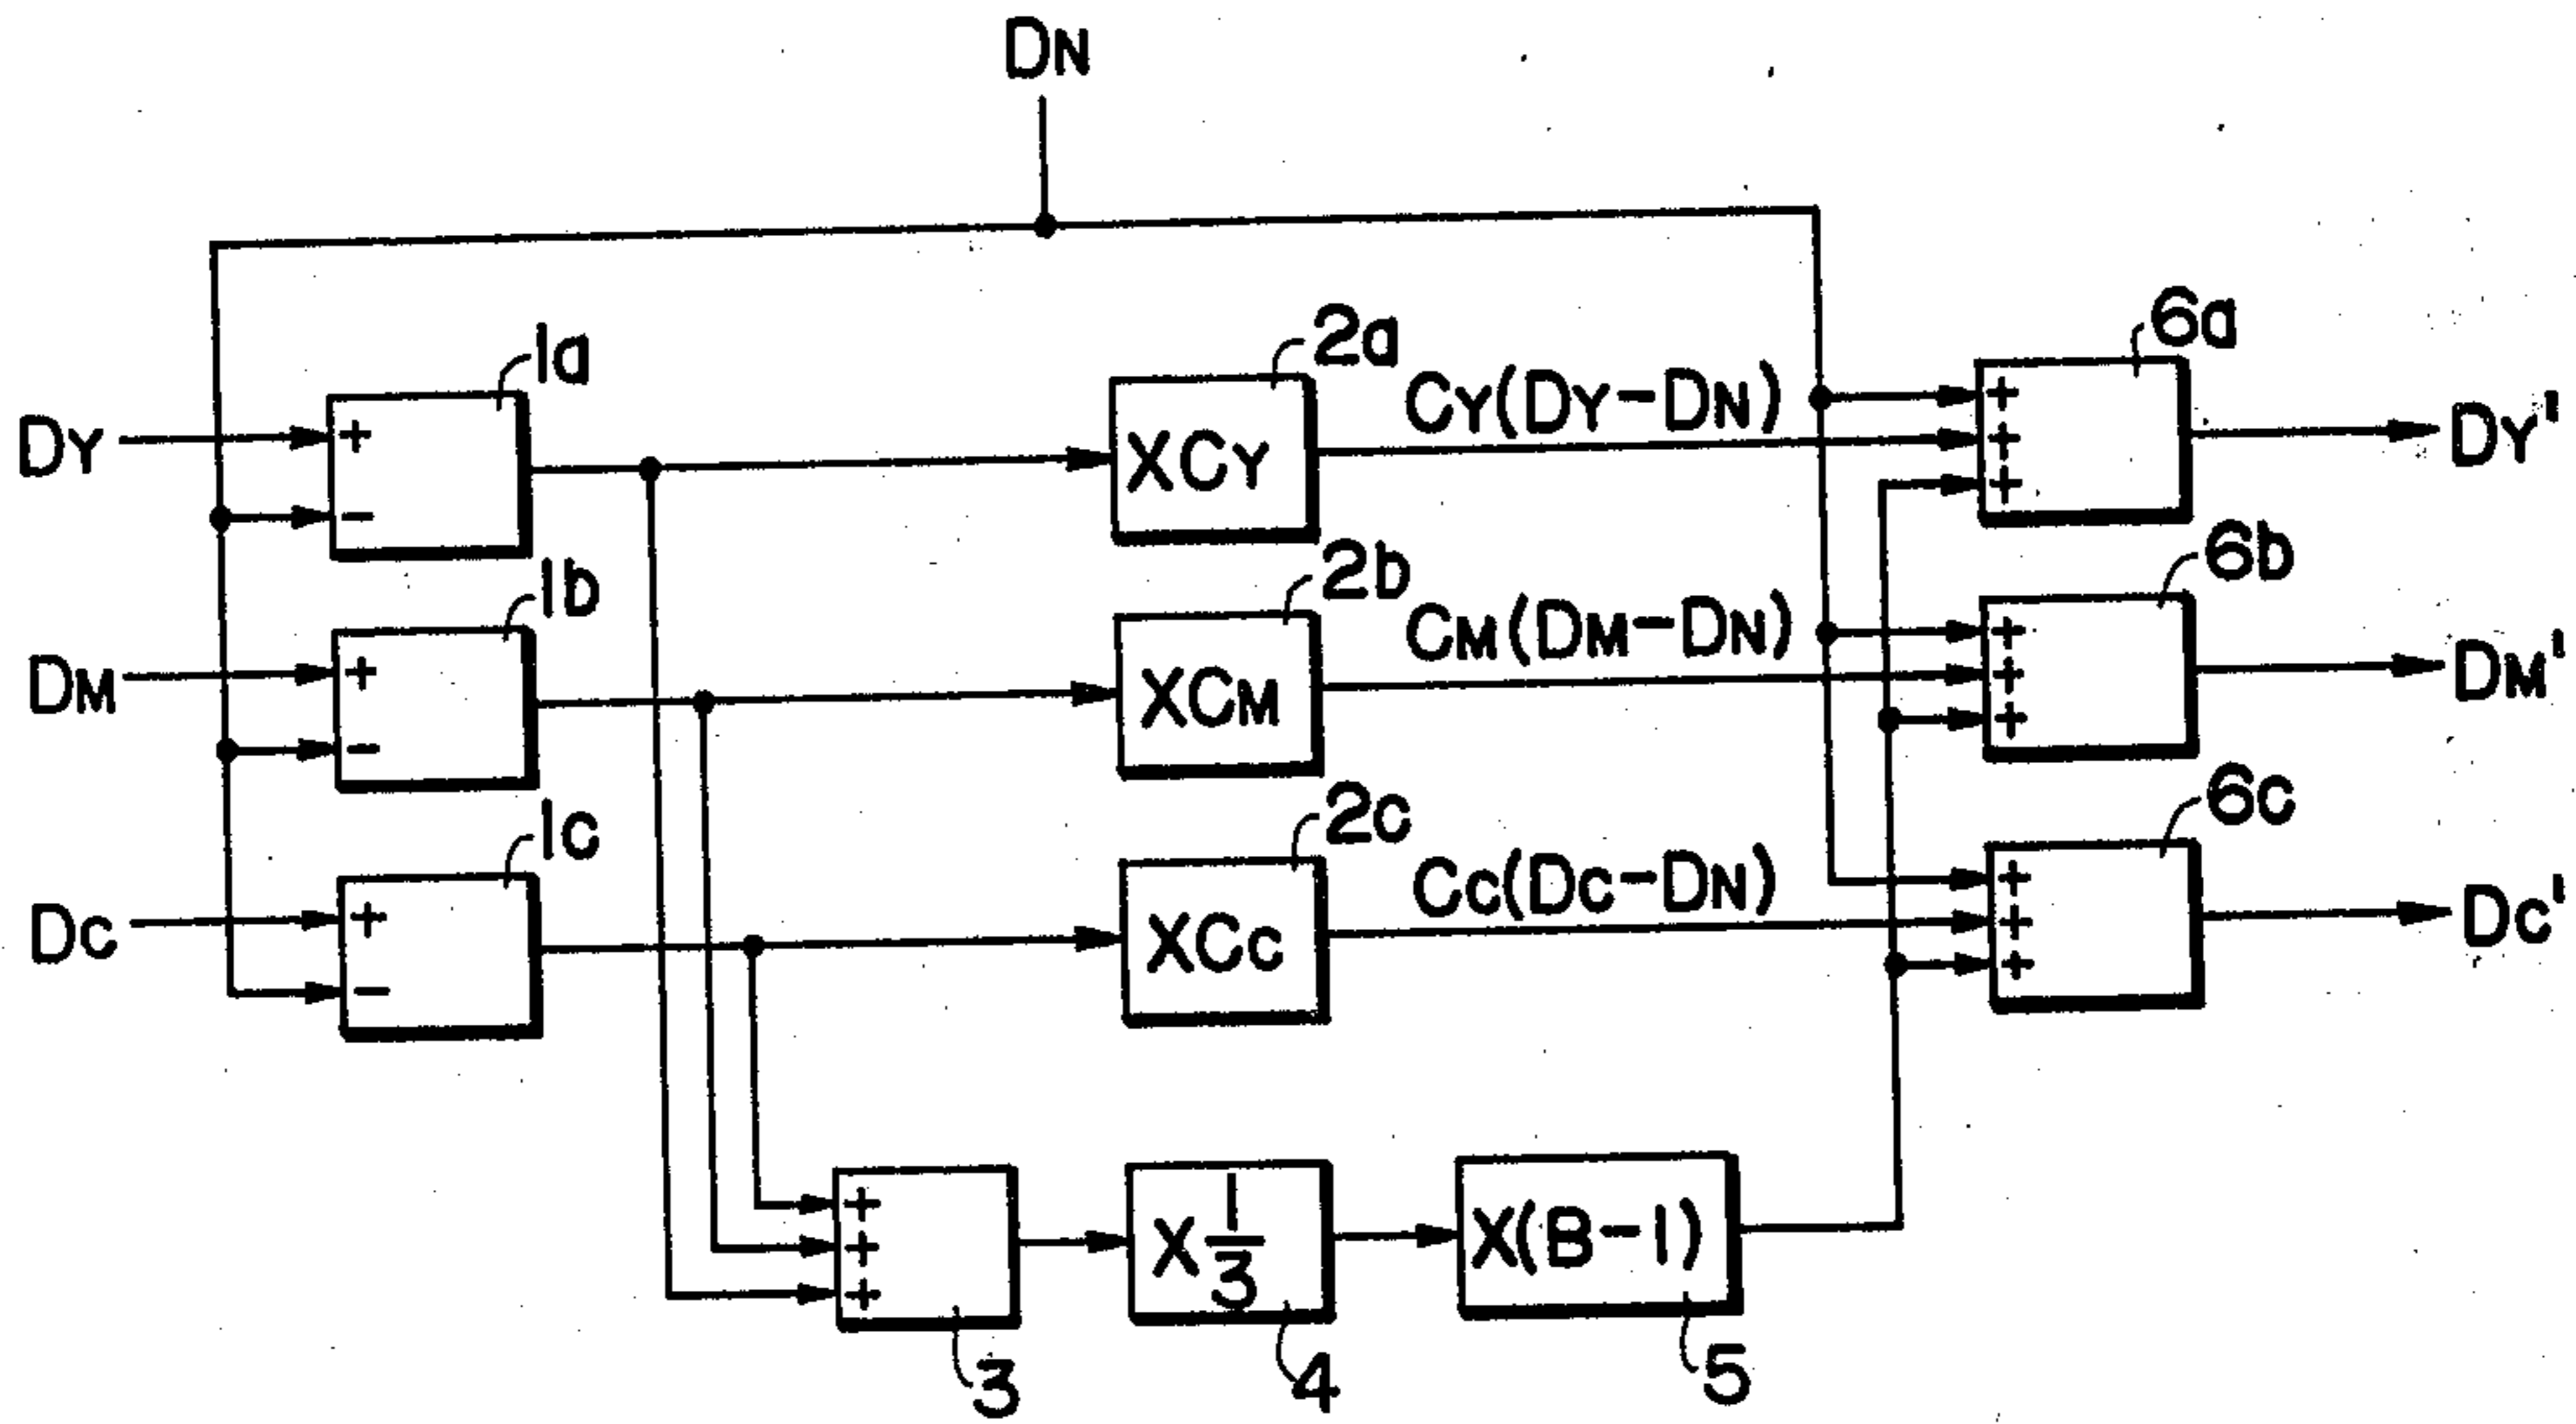 DN
1a
2a
6a
DY
+
−
XCY
CY(DY−DN)
+
+
+
DY'
1b
2b
6b
DM
+
−
XCM
CM(DM−DN)
+
+
+
DM'
1c
2c
6c
DC
+
−
XCC
CC(DC−DN)
+
+
+
DC'
+
+
+
X 1/3
X(B−1)
3
4
5